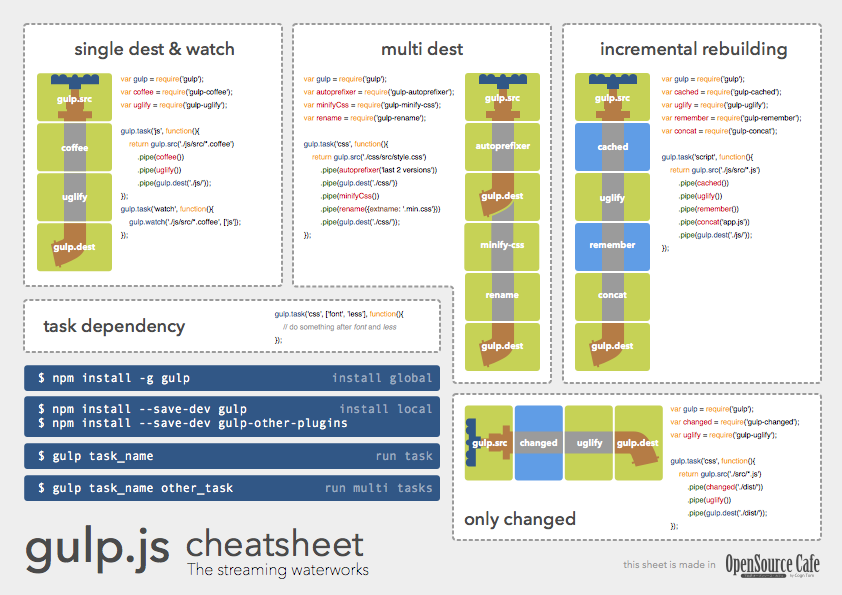 single dest & watch
gulp.src
coffee
uglify
gulp.dest
var gulp = require('gulp');
var coffee = require('gulp-coffee');
var uglify = require('gulp-uglify');
gulp.task('js', function(){
return gulp.src('./js/src/*.coffee')
.pipe(coffee())
.pipe(uglify())
.pipe(gulp.dest('./js/'));
});
gulp.task('watch', function(){
gulp.watch('./js/src/*.coffee', ['js']);
});
multi dest
var gulp = require('gulp');
var autoprefixer = require('gulp-autoprefixer');
var minifyCss = require('gulp-minify-css');
var rename = require('gulp-rename');
gulp.task('css', function(){
return gulp.src('./css/src/style.css')
.pipe(autoprefixer('last 2 versions'))
.pipe(gulp.dest('./css/'))
.pipe(minifyCss())
.pipe(rename({extname: '.min.css'}))
.pipe(gulp.dest('./css/'));
});
gulp.src
autoprefixer
gulp.dest
minify-css
rename
gulp.dest
incremental rebuilding
gulp.src
cached
uglify
remember
concat
gulp.dest
var gulp = require('gulp');
var cached = require('gulp-cached');
var uglify = require('gulp-uglify');
var remember = require('gulp-remember');
var concat = require('gulp-concat');
gulp.task('script', function(){
return gulp.src('./js/src/*.js')
.pipe(cached())
.pipe(uglify())
.pipe(remember())
.pipe(concat('app.js'))
.pipe(gulp.dest('./js/'));
});
task dependency
gulp.task('css', ['font', 'less'], function(){
// do something after font and less
});
$ npm install -g gulp install global
$ npm install --save-dev gulp install local
$ npm install --save-dev gulp-other-plugins
$ gulp task_name run task
$ gulp task_name other_task run multi tasks
gulp.src changed uglify gulp.dest
only changed
var gulp = require('gulp');
var changed = require('gulp-changed');
var uglify = require('gulp-uglify');
gulp.task('css', function(){
return gulp.src('./src/*.js')
.pipe(changed('./dist/'))
.pipe(uglify())
.pipe(gulp.dest('./dist/'));
});
gulp.js cheatsheet
The streaming waterworks
this sheet is made in OpenSource Cafe